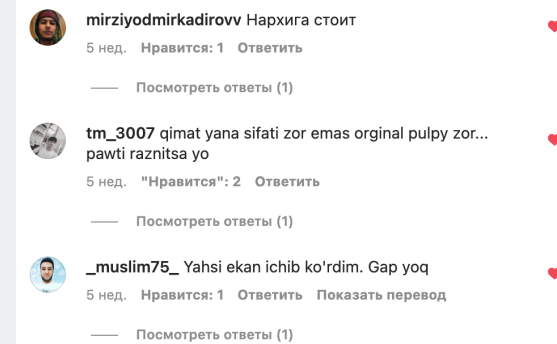 mirziyodmirkadirovv Нархига стоит
5 нед. Нравится: 1 Ответить
Посмотреть ответы (1)
tm_3007 qimat yana sifati zor emas orginal pulpy zor...
pawti raznitsa yo
5 нед. "Нравится": 2 Ответить
Посмотреть ответы (1)
_muslim75_ Yahsi ekan ichib ko'rdim. Gap yoq
5 нед. Нравится: 1 Ответить Показать перевод
Посмотреть ответы (1)